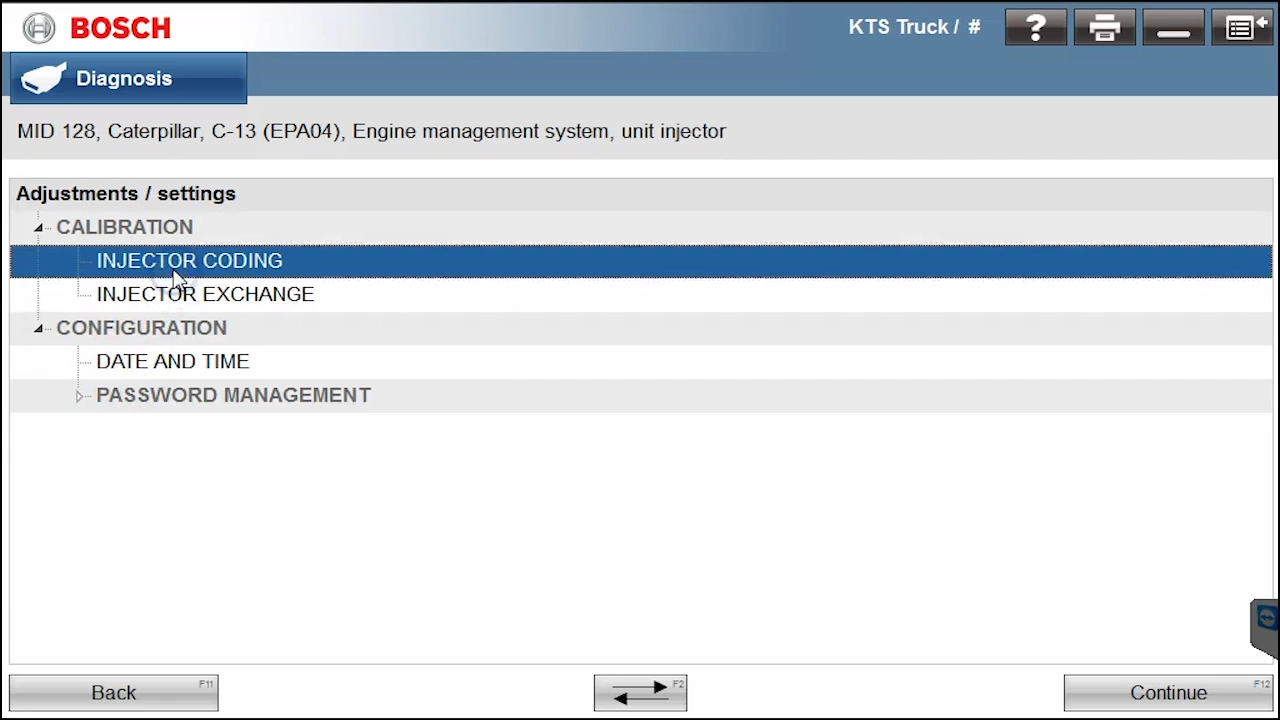 BOSCH
KTS Truck / #
?
Diagnosis
MID 128, Caterpillar, C-13 (EPA04), Engine management system, unit injector
Adjustments / settings
CALIBRATION
INJECTOR CODING
INJECTOR EXCHANGE
CONFIGURATION
DATE AND TIME
PASSWORD MANAGEMENT
Back F11
F2
Continue F12